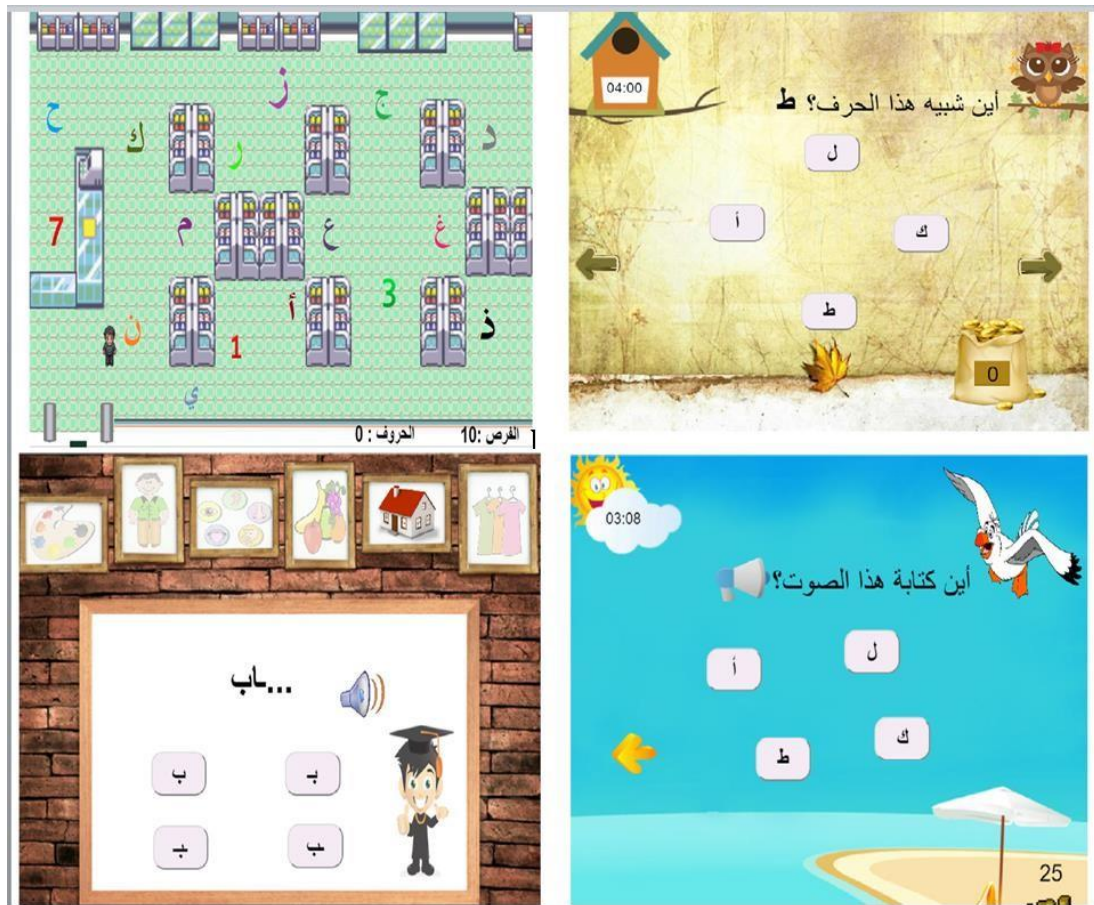 ز
ج
ح
ك
ر
د
7
م
ع
غ
3
أ
ن
1
ذ
ي
الفرص :10 الحروف : 0
04:00
أين شبيه هذا الحرف؟ ط
ل
أ
ك
ط
0
...ـاب
ب
بـ
ـبـ
ـب
03:08
أين كتابة هذا الصوت؟
ل
أ
ك
ط
25